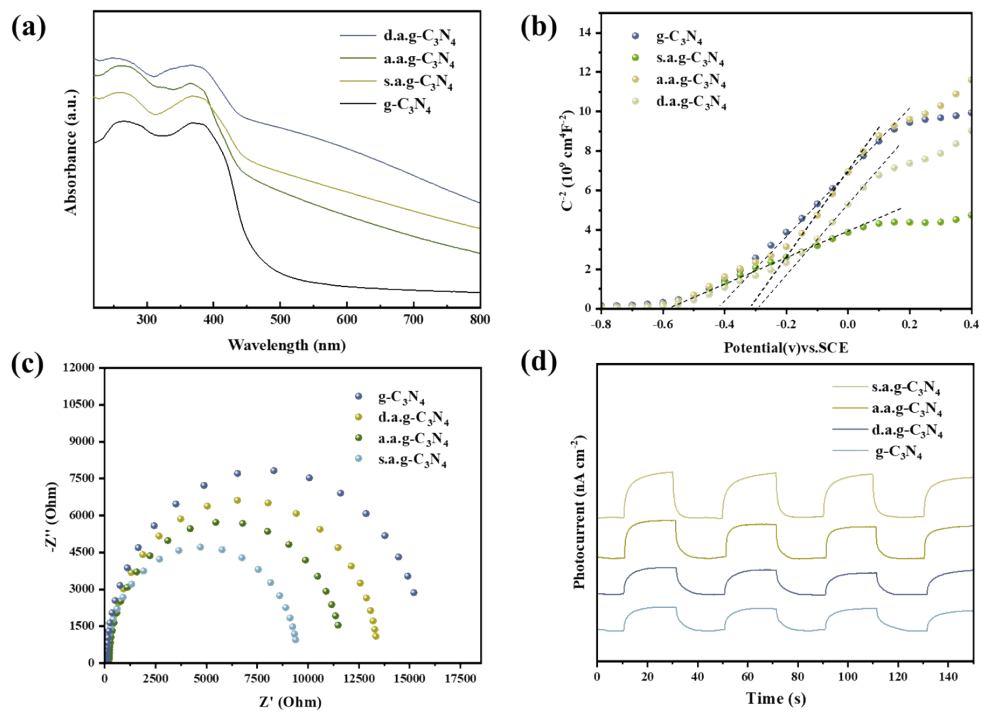 (a)
d.a.g-C₃N₄
a.a.g-C₃N₄
s.a.g-C₃N₄
g-C₃N₄
Absorbance (a.u.)
300 400 500 600 700 800
Wavelength (nm)
(b)
g-C₃N₄
s.a.g-C₃N₄
a.a.g-C₃N₄
d.a.g-C₃N₄
C⁻² (10⁹ cm⁴F⁻²)
14
12
10
8
6
4
2
0
-0.8 -0.6 -0.4 -0.2 0.0 0.2 0.4
Potential(v)vs.SCE
(c)
g-C₃N₄
d.a.g-C₃N₄
a.a.g-C₃N₄
s.a.g-C₃N₄
-Z'' (Ohm)
12000
10500
9000
7500
6000
4500
3000
1500
0
0 2500 5000 7500 10000 12500 15000 17500
Z' (Ohm)
(d)
s.a.g-C₃N₄
a.a.g-C₃N₄
d.a.g-C₃N₄
g-C₃N₄
Photocurrent (nA cm⁻²)
0 20 40 60 80 100 120 140
Time (s)